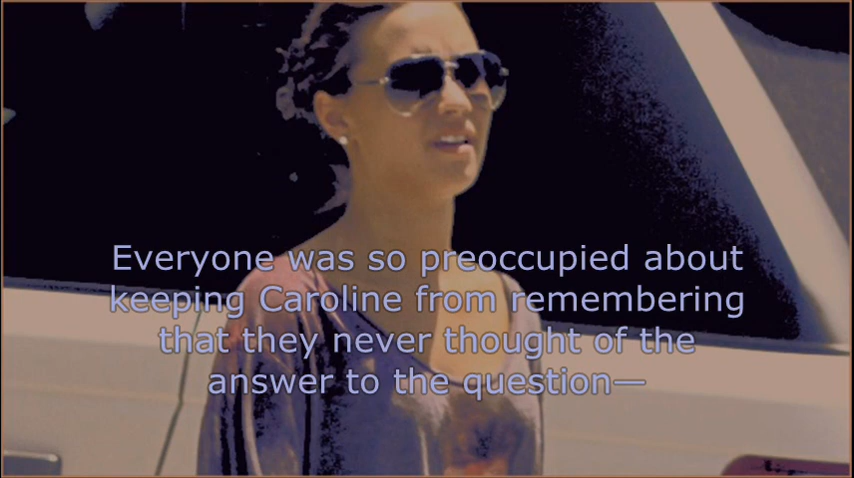 Everyone was so preoccupied about
keeping Caroline from remembering
that they never thought of the
answer to the question—